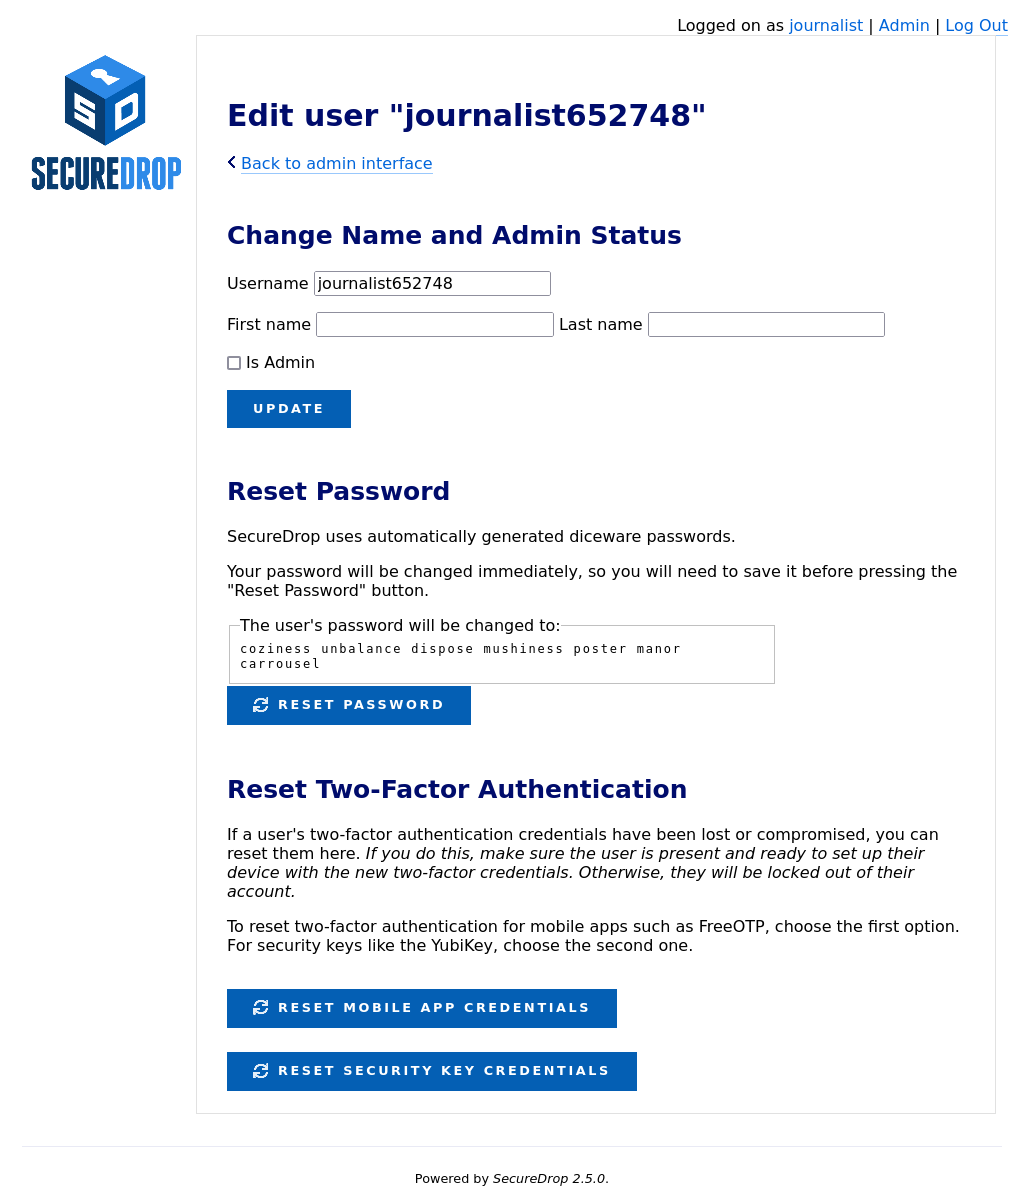 Logged on as journalist | Admin | Log Out
SECUREDROP
Edit user "journalist652748"
Back to admin interface
Change Name and Admin Status
Username journalist652748
First name Last name
Is Admin
UPDATE
Reset Password
SecureDrop uses automatically generated diceware passwords.
Your password will be changed immediately, so you will need to save it before pressing the
"Reset Password" button.
The user's password will be changed to:
coziness unbalance dispose mushiness poster manor
carrousel
RESET PASSWORD
Reset Two-Factor Authentication
If a user's two-factor authentication credentials have been lost or compromised, you can
reset them here. If you do this, make sure the user is present and ready to set up their
device with the new two-factor credentials. Otherwise, they will be locked out of their
account.
To reset two-factor authentication for mobile apps such as FreeOTP, choose the first option.
For security keys like the YubiKey, choose the second one.
RESET MOBILE APP CREDENTIALS
RESET SECURITY KEY CREDENTIALS
Powered by SecureDrop 2.5.0.